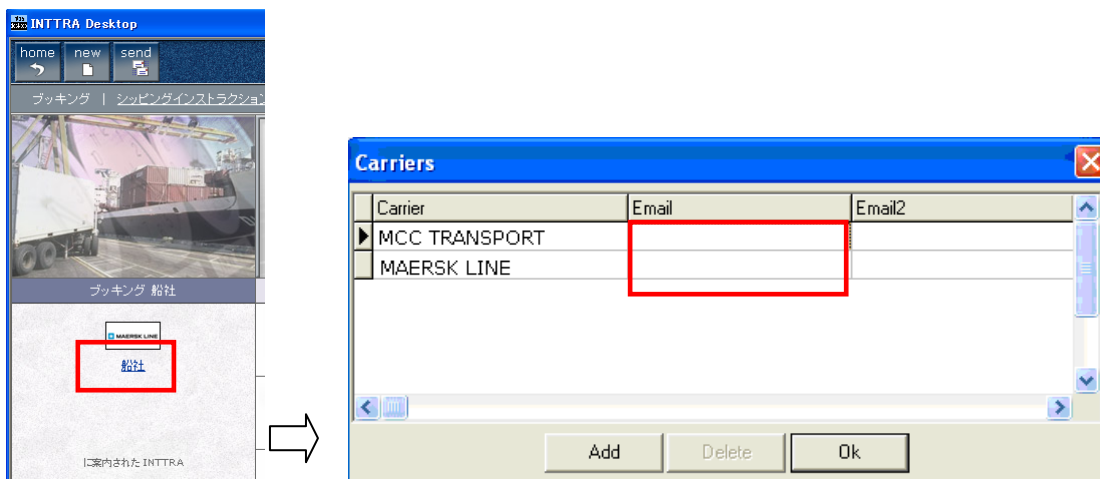 INTTRA Desktop
home new send
ブッキング | シッピングインストラクション
ブッキング 船社
MAERSK LINE
船社
に案内された INTTRA
Carriers
Carrier Email Email2
MCC TRANSPORT
MAERSK LINE
Add Delete Ok